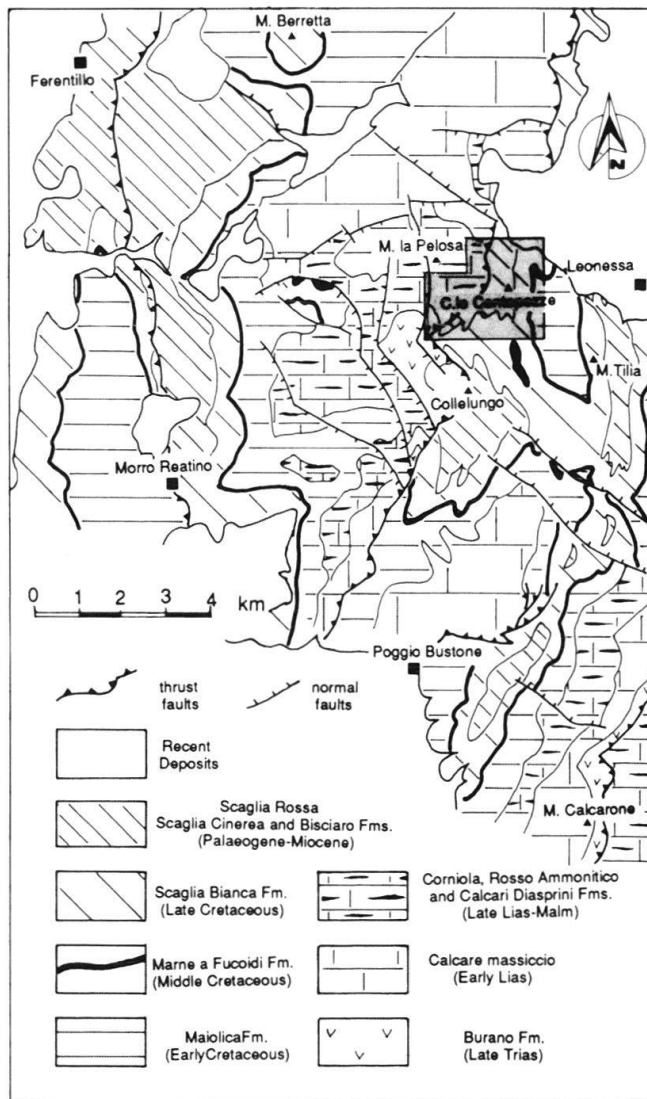 M. Berretta
Ferentillo
N
M. la Pelosa
Leonessa
C.le Cantapezze
M. Tilia
Collelungo
Morro Reatino
0 1 2 3 4 km
Poggio Bustone
M. Calcarone
thrust
faults
normal
faults
Recent
Deposits
Scaglia Rossa
Scaglia Cinerea and Bisciaro Fms.
(Palaeogene-Miocene)
Scaglia Bianca Fm.
(Late Cretaceous)
Corniola, Rosso Ammonitico
and Calcari Diasprini Fms.
(Late Lias-Malm)
Marne a Fucoidi Fm.
(Middle Cretaceous)
Calcare massiccio
(Early Lias)
MaiolicaFm.
(EarlyCretaceous)
Burano Fm.
(Late Trias)